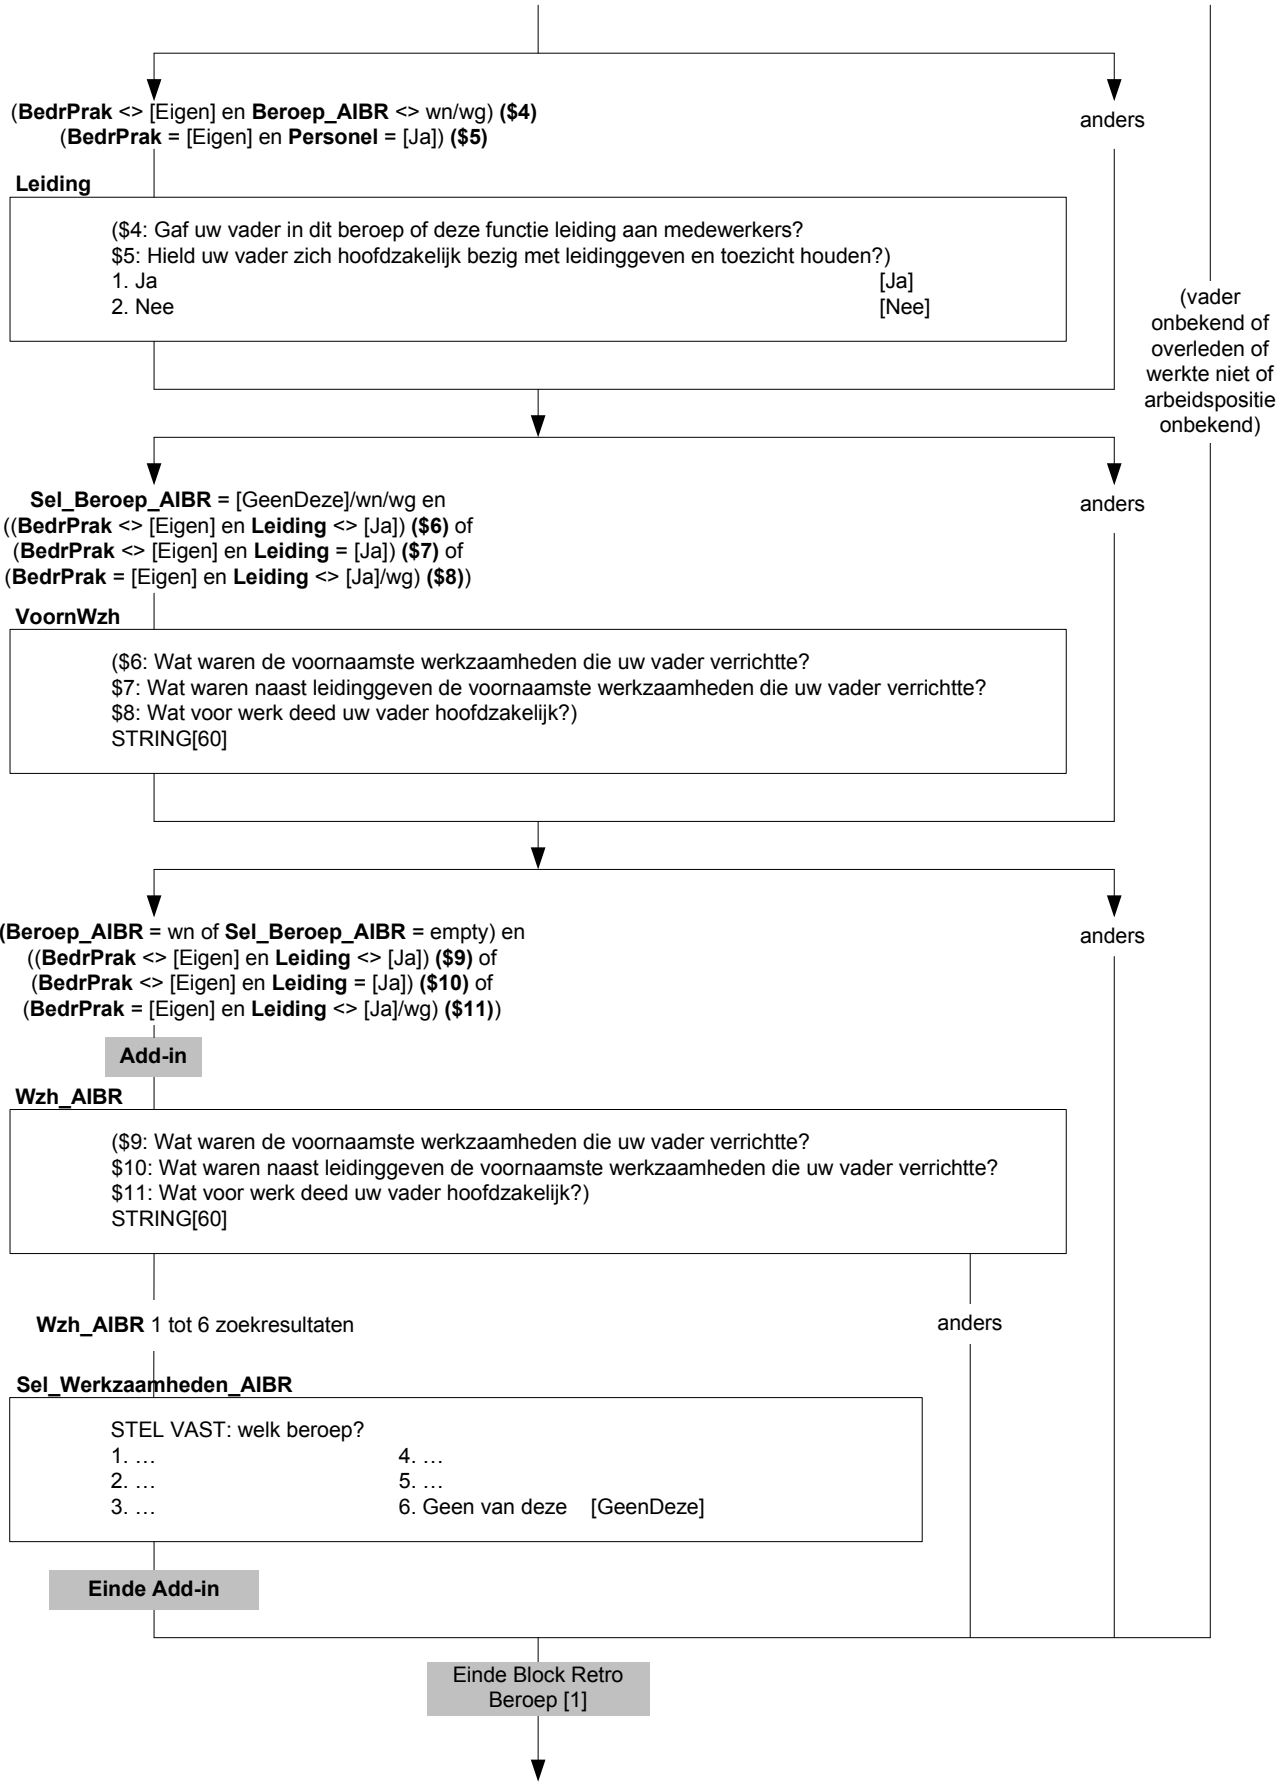 (BedrPrak <> [Eigen] en Beroep_AIBR <> wn/wg) ($4)
(BedrPrak = [Eigen] en Personel = [Ja]) ($5)
anders
Leiding
($4: Gaf uw vader in dit beroep of deze functie leiding aan medewerkers?
$5: Hield uw vader zich hoofdzakelijk bezig met leidinggeven en toezicht houden?)
1. Ja [Ja]
2. Nee [Nee]
(vader
onbekend of
overleden of
werkte niet of
arbeidspositie
onbekend)
Sel_Beroep_AIBR = [GeenDeze]/wn/wg en
((BedrPrak <> [Eigen] en Leiding <> [Ja]) ($6) of
(BedrPrak <> [Eigen] en Leiding = [Ja]) ($7) of
(BedrPrak = [Eigen] en Leiding <> [Ja]/wg) ($8))
anders
VoornWzh
($6: Wat waren de voornaamste werkzaamheden die uw vader verrichtte?
$7: Wat waren naast leidinggeven de voornaamste werkzaamheden die uw vader verrichtte?
$8: Wat voor werk deed uw vader hoofdzakelijk?)
STRING[60]
(Beroep_AIBR = wn of Sel_Beroep_AIBR = empty) en
((BedrPrak <> [Eigen] en Leiding <> [Ja]) ($9) of
(BedrPrak <> [Eigen] en Leiding = [Ja]) ($10) of
(BedrPrak = [Eigen] en Leiding <> [Ja]/wg) ($11))
anders
Add-in
Wzh_AIBR
($9: Wat waren de voornaamste werkzaamheden die uw vader verrichtte?
$10: Wat waren naast leidinggeven de voornaamste werkzaamheden die uw vader verrichtte?
$11: Wat voor werk deed uw vader hoofdzakelijk?)
STRING[60]
Wzh_AIBR 1 tot 6 zoekresultaten
anders
Sel_Werkzaamheden_AIBR
STEL VAST: welk beroep?
1. … 4. …
2. … 5. …
3. … 6. Geen van deze [GeenDeze]
Einde Add-in
Einde Block Retro
Beroep [1]